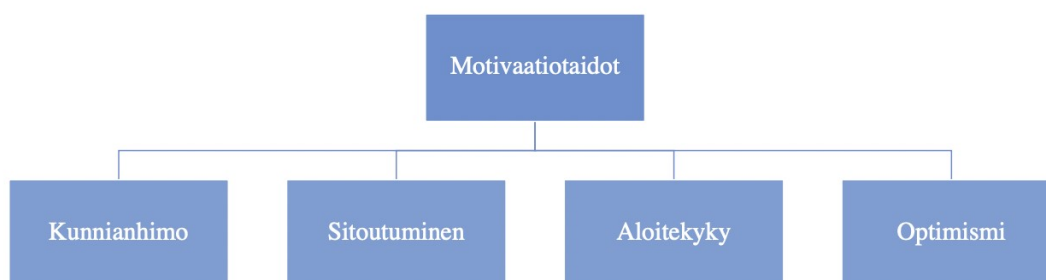 Motivaatiotaidot
Kunnianhimo
Sitoutuminen
Aloitekyky
Optimismi